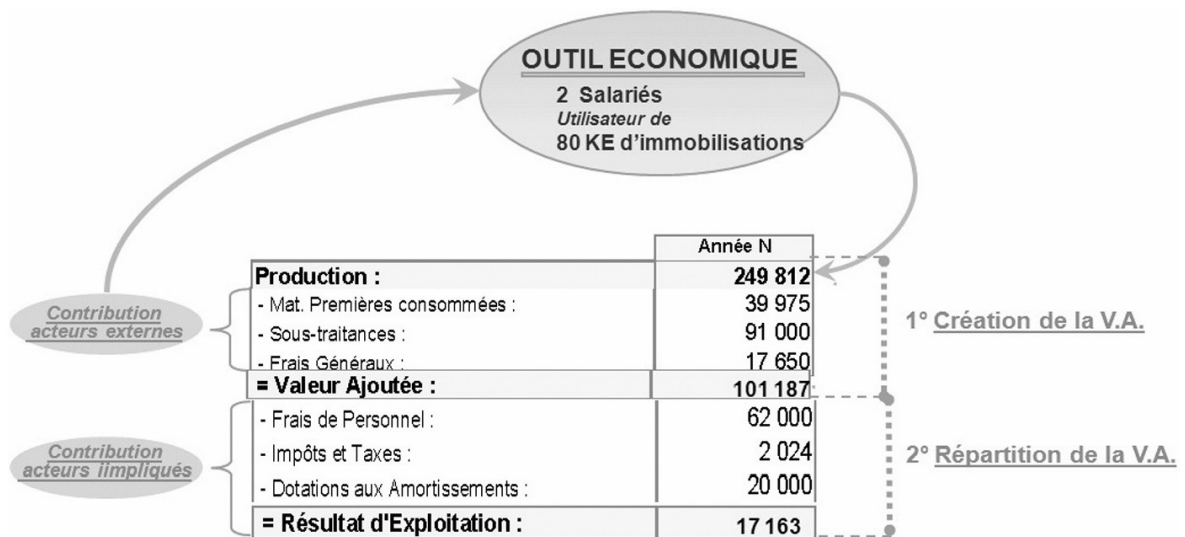 OUTIL ECONOMIQUE
2 Salariés
Utilisateur de
80 KE d’immobilisations
Année N
Production : 249 812
- Mat. Premières consommées : 39 975
- Sous-traitances : 91 000
- Frais Généraux : 17 650
= Valeur Ajoutée : 101 187
- Frais de Personnel : 62 000
- Impôts et Taxes : 2 024
- Dotations aux Amortissements : 20 000
= Résultat d'Exploitation : 17 163
Contribution
acteurs externes
Contribution
acteurs iimpliqués
1° Création de la V.A.
2° Répartition de la V.A.